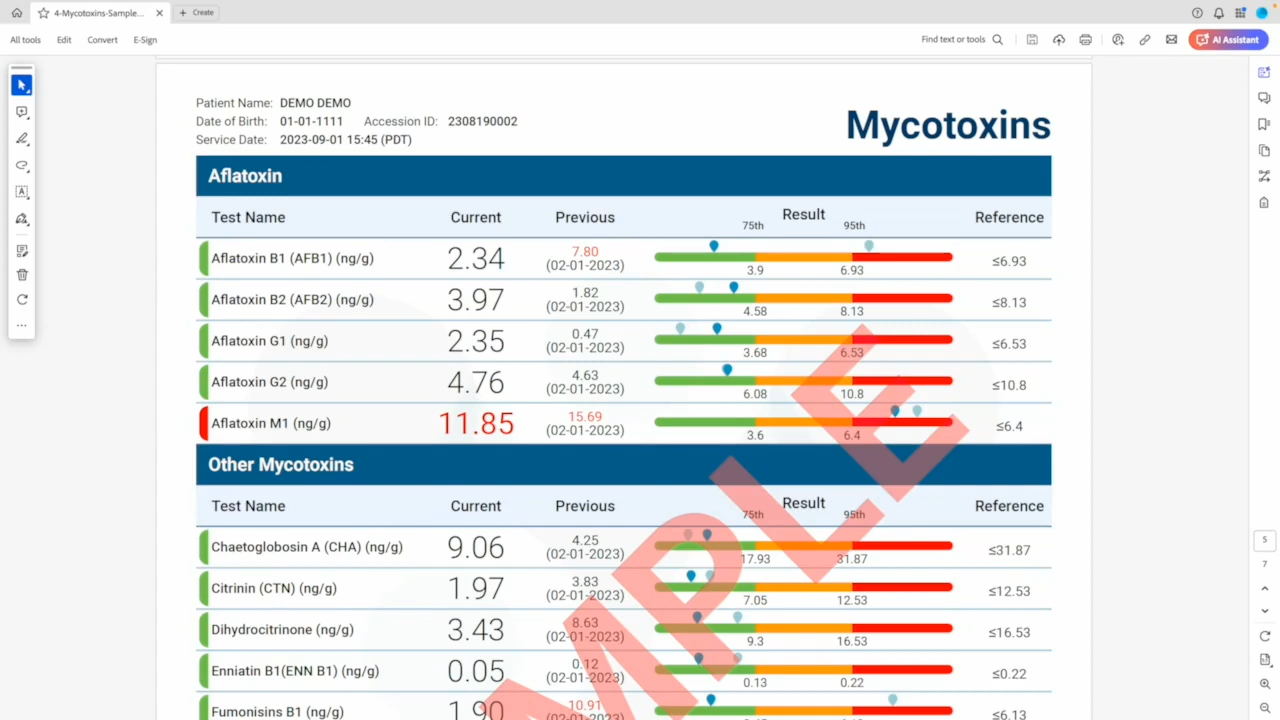 4-Mycotoxins-Sample...
Create
All tools Edit Convert E-Sign
Find text or tools
AI Assistant
Patient Name: DEMO DEMO
Date of Birth: 01-01-1111 Accession ID: 2308190002
Service Date: 2023-09-01 15:45 (PDT)
Mycotoxins
Aflatoxin
Test Name Current Previous 75th Result 95th Reference
Aflatoxin B1 (AFB1) (ng/g) 2.34 7.80 (02-01-2023) 3.9 6.93 ≤6.93
Aflatoxin B2 (AFB2) (ng/g) 3.97 1.82 (02-01-2023) 4.58 8.13 ≤8.13
Aflatoxin G1 (ng/g) 2.35 0.47 (02-01-2023) 3.68 6.53 ≤6.53
Aflatoxin G2 (ng/g) 4.76 4.63 (02-01-2023) 6.08 10.8 ≤10.8
Aflatoxin M1 (ng/g) 11.85 15.69 (02-01-2023) 3.6 6.4 ≤6.4
Other Mycotoxins
Test Name Current Previous 75th Result 95th Reference
Chaetoglobosin A (CHA) (ng/g) 9.06 4.25 (02-01-2023) 17.93 31.87 ≤31.87
Citrinin (CTN) (ng/g) 1.97 3.83 (02-01-2023) 7.05 12.53 ≤12.53
Dihydrocitrinone (ng/g) 3.43 8.63 (02-01-2023) 9.3 16.53 ≤16.53
Enniatin B1(ENN B1) (ng/g) 0.05 0.12 (02-01-2023) 0.13 0.22 ≤0.22
Fumonisins B1 (ng/g) 1.90 10.91 ≤6.13
MPLE
5
7